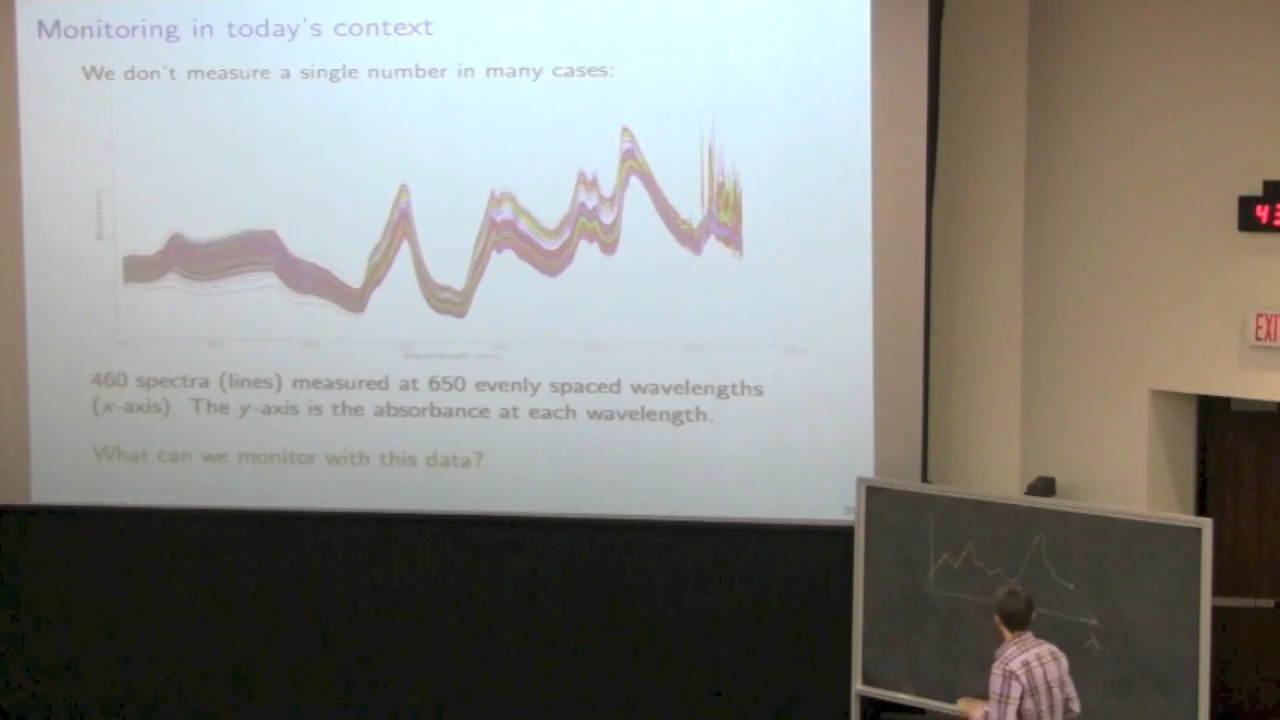 Monitoring in today's context
We don't measure a single number in many cases:
460 spectra (lines) measured at 650 evenly spaced wavelengths
(x-axis). The y-axis is the absorbance at each wavelength.
What can we monitor with this data?
EXI
λ